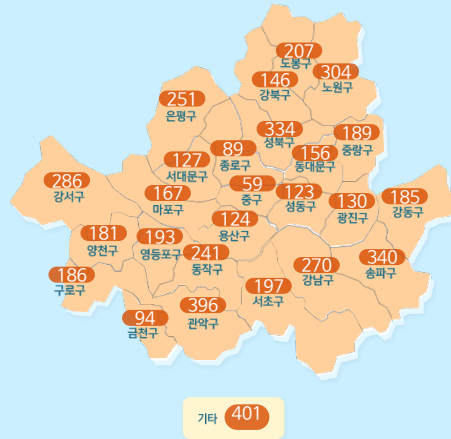 207
도봉구
304
노원구
146
강북구
251
은평구
334
성북구
189
중랑구
89
종로구
156
동대문구
127
서대문구
286
강서구
167
마포구
59
중구
123
성동구
130
광진구
185
강동구
124
용산구
181
양천구
193
영등포구
241
동작구
340
송파구
270
강남구
186
구로구
197
서초구
396
관악구
94
금천구
기타 401